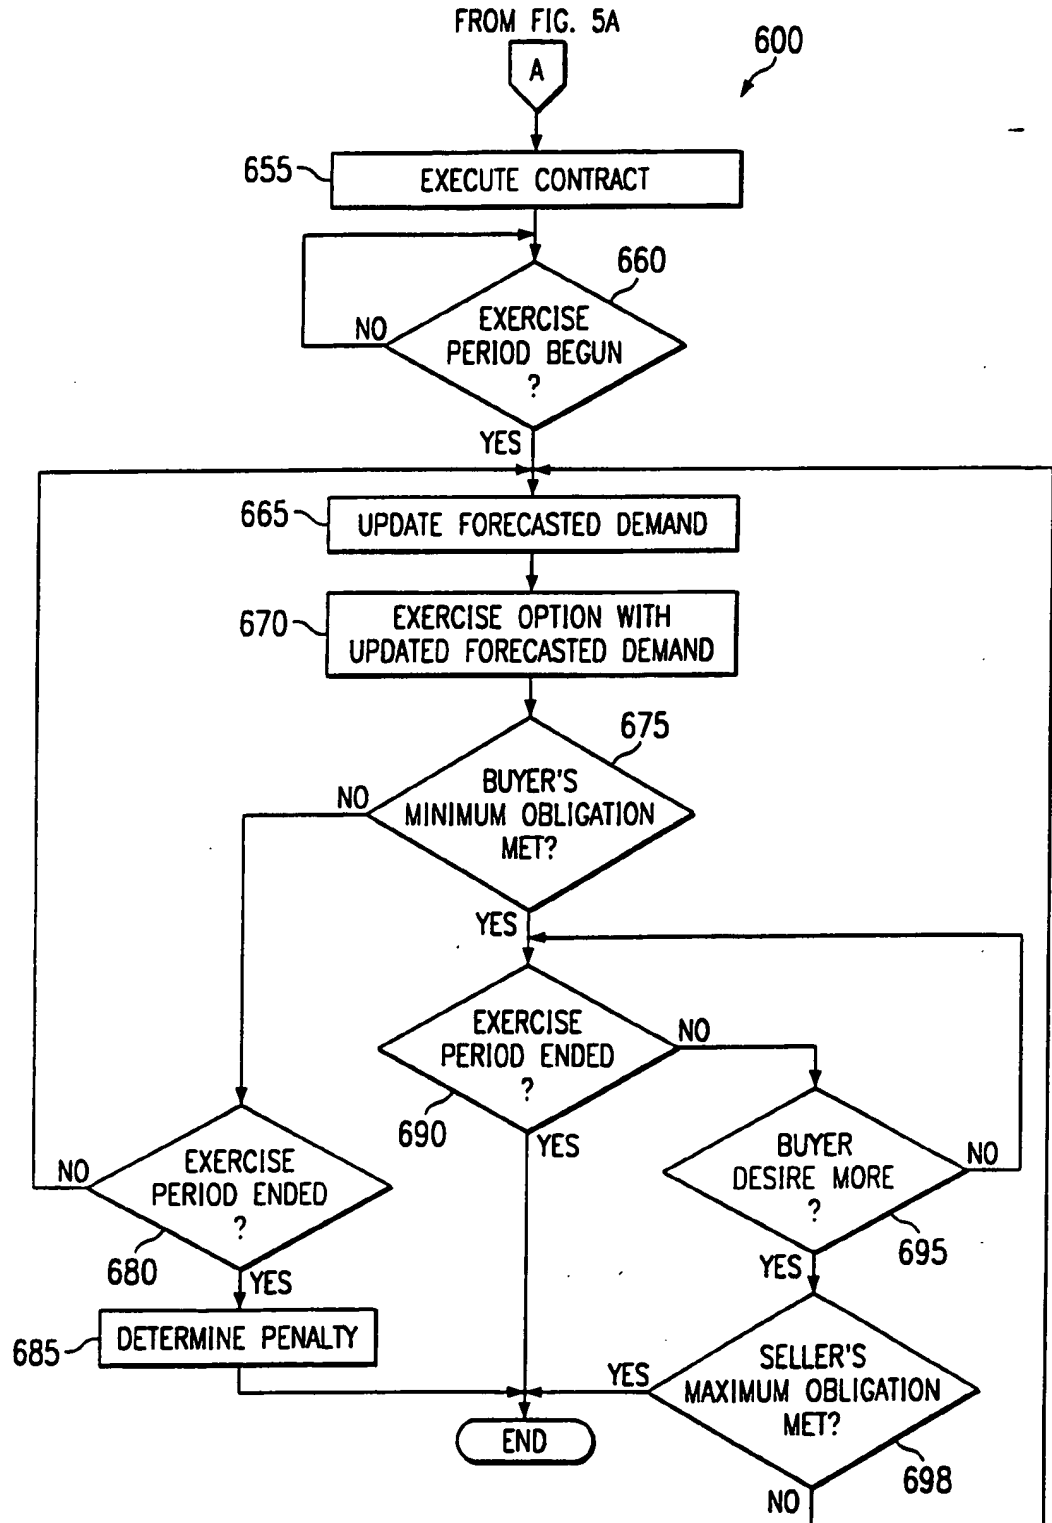 FROM FIG. 5A
A
600
655
EXECUTE CONTRACT
660
EXERCISE
PERIOD BEGUN
?
NO
YES
665
UPDATE FORECASTED DEMAND
670
EXERCISE OPTION WITH
UPDATED FORECASTED DEMAND
675
BUYER'S
MINIMUM OBLIGATION
MET?
NO
YES
EXERCISE
PERIOD ENDED
?
690
NO
YES
BUYER
DESIRE MORE
?
695
NO
YES
EXERCISE
PERIOD ENDED
?
680
NO
YES
685
DETERMINE PENALTY
SELLER'S
MAXIMUM OBLIGATION
MET?
698
YES
NO
END